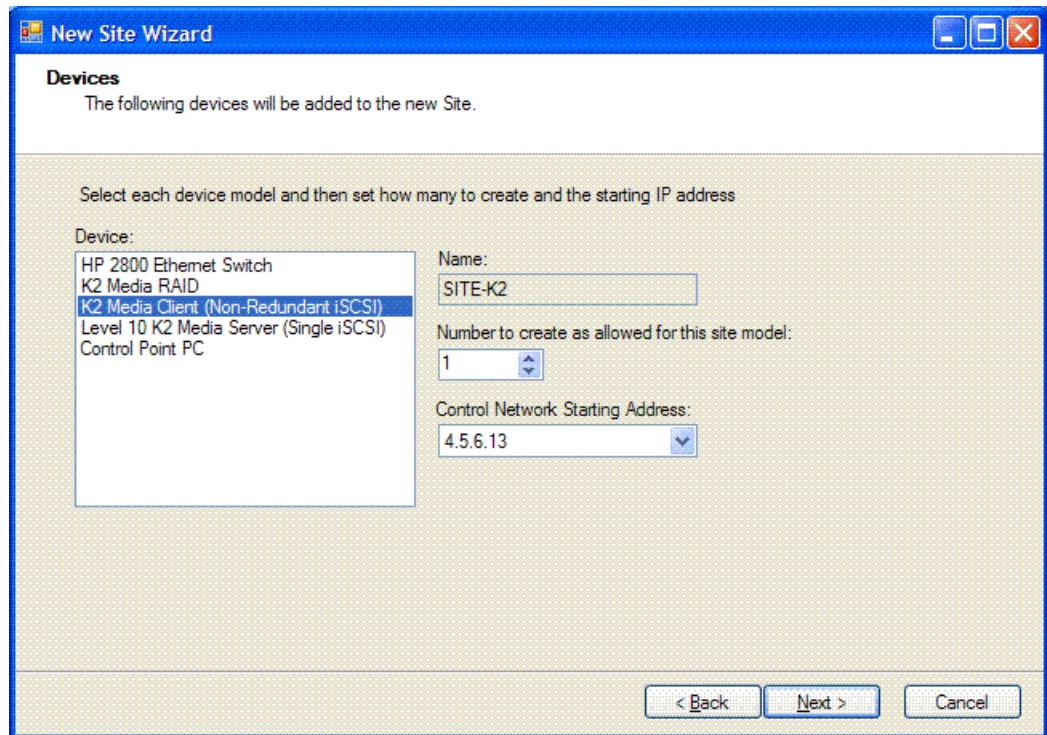 New Site Wizard
Devices
The following devices will be added to the new Site.
Select each device model and then set how many to create and the starting IP address
Device:
HP 2800 Ethernet Switch
K2 Media RAID
K2 Media Client (Non-Redundant iSCSI)
Level 10 K2 Media Server (Single iSCSI)
Control Point PC
Name:
SITE-K2
Number to create as allowed for this site model:
1
Control Network Starting Address:
4.5.6.13
< Back
Next >
Cancel